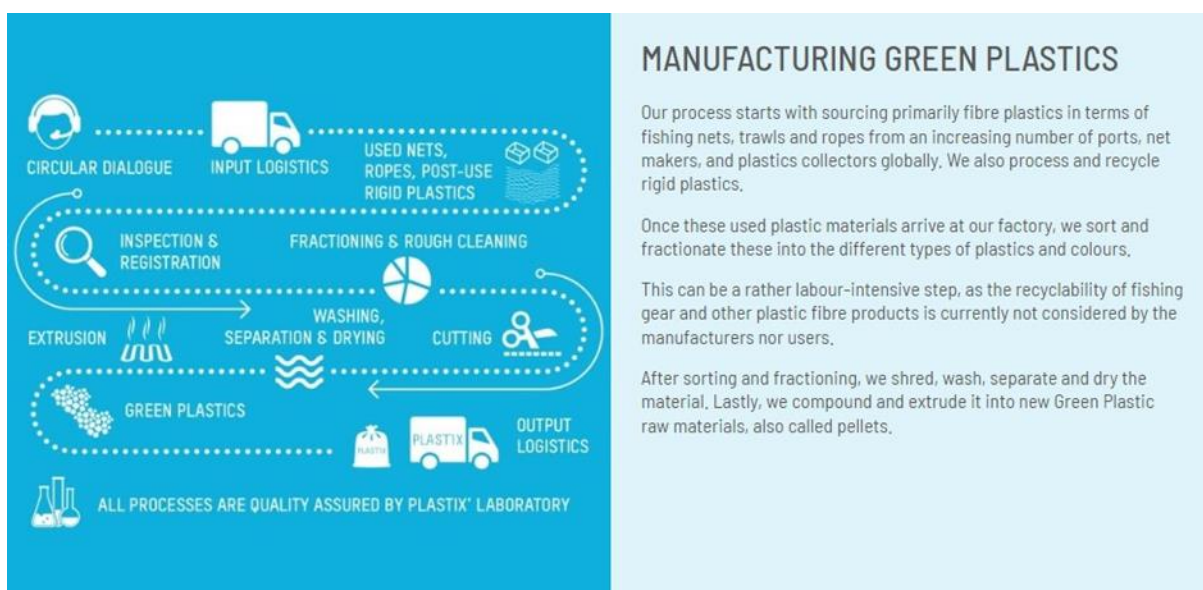 CIRCULAR DIALOGUE
INPUT LOGISTICS
USED NETS,
ROPES, POST-USE
RIGID PLASTICS
INSPECTION &
REGISTRATION
FRACTIONING & ROUGH CLEANING
EXTRUSION
WASHING,
SEPARATION & DRYING
CUTTING
GREEN PLASTICS
PLASTIX
PLASTIX
OUTPUT
LOGISTICS
ALL PROCESSES ARE QUALITY ASSURED BY PLASTIX' LABORATORY
MANUFACTURING GREEN PLASTICS
Our process starts with sourcing primarily fibre plastics in terms of
fishing nets, trawls and ropes from an increasing number of ports, net
makers, and plastics collectors globally. We also process and recycle
rigid plastics.
Once these used plastic materials arrive at our factory, we sort and
fractionate these into the different types of plastics and colours.
This can be a rather labour-intensive step, as the recyclability of fishing
gear and other plastic fibre products is currently not considered by the
manufacturers nor users.
After sorting and fractioning, we shred, wash, separate and dry the
material. Lastly, we compound and extrude it into new Green Plastic
raw materials, also called pellets.